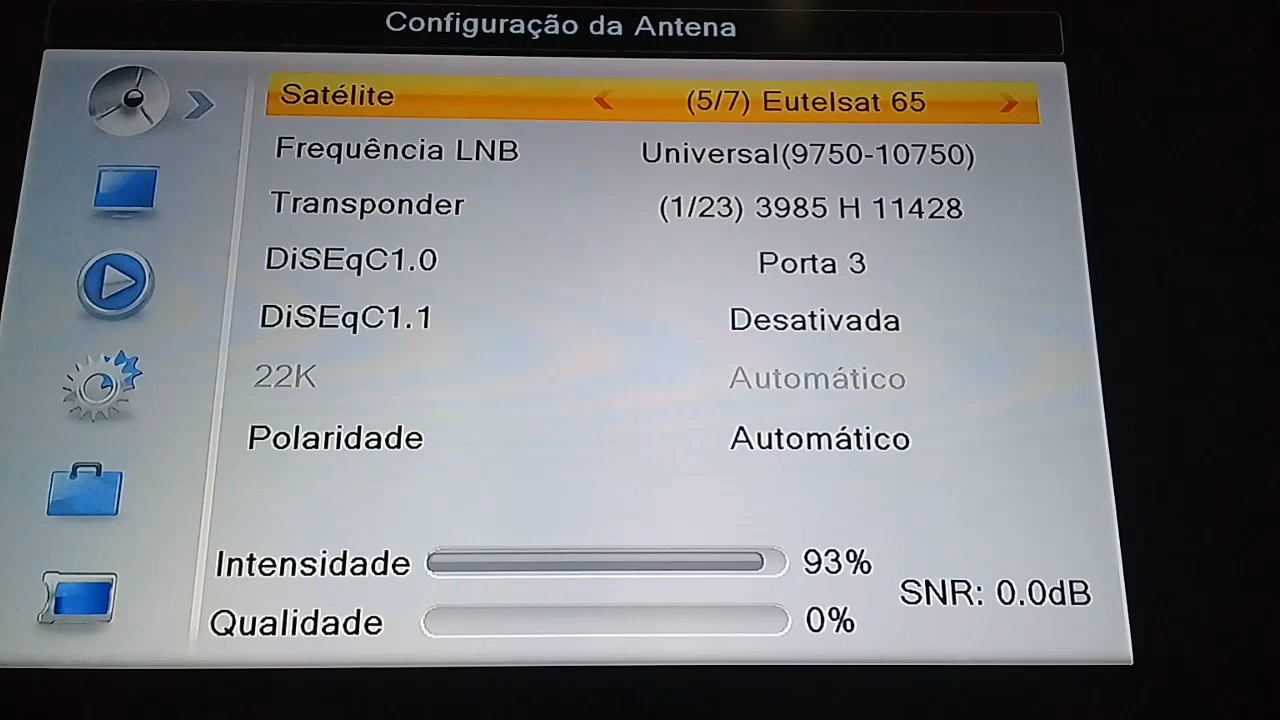 Configuração da Antena
Satélite (5/7) Eutelsat 65
Frequência LNB Universal(9750-10750)
Transponder (1/23) 3985 H 11428
DiSEqC1.0 Porta 3
DiSEqC1.1 Desativada
22K Automático
Polaridade Automático
Intensidade 93%
SNR: 0.0dB
Qualidade 0%